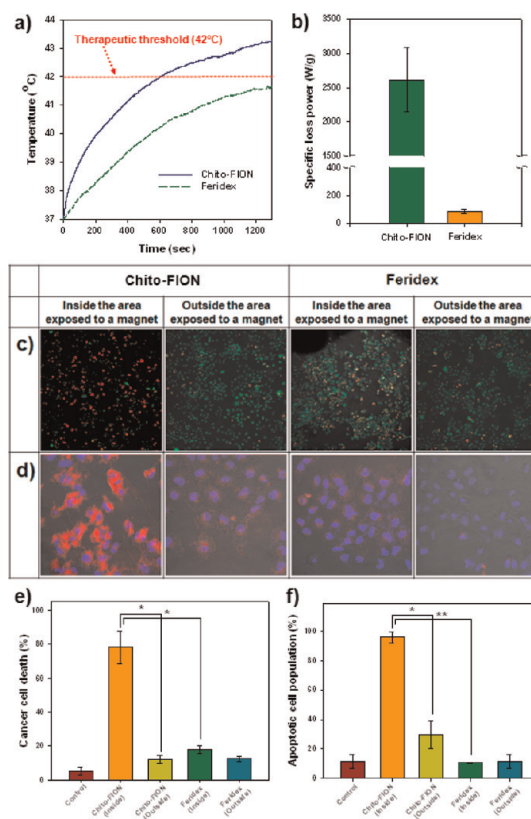 a)
Therapeutic threshold (42°C)
Temperature (°C)
44
43
42
41
40
39
38
37
Chito-FION
Feridex
0 200 400 600 800 1000 1200
Time (sec)
b)
Specific loss power (W/g)
3500
3000
2500
2000
1500
400
200
0
Chito-FION Feridex
Chito-FION Feridex
Inside the area exposed to a magnet
Outside the area exposed to a magnet
Inside the area exposed to a magnet
Outside the area exposed to a magnet
c)
d)
e)
Cancer cell death (%)
100
80
60
40
20
0
*
*
Control
Chito-FION (Inside)
Chito-FION (Outside)
Feridex (Inside)
Feridex (Outside)
f)
Apoptotic cell population (%)
100
80
60
40
20
0
*
**
Control
Chito-FION (Inside)
Chito-FION (Outside)
Feridex (Inside)
Feridex (Outside)